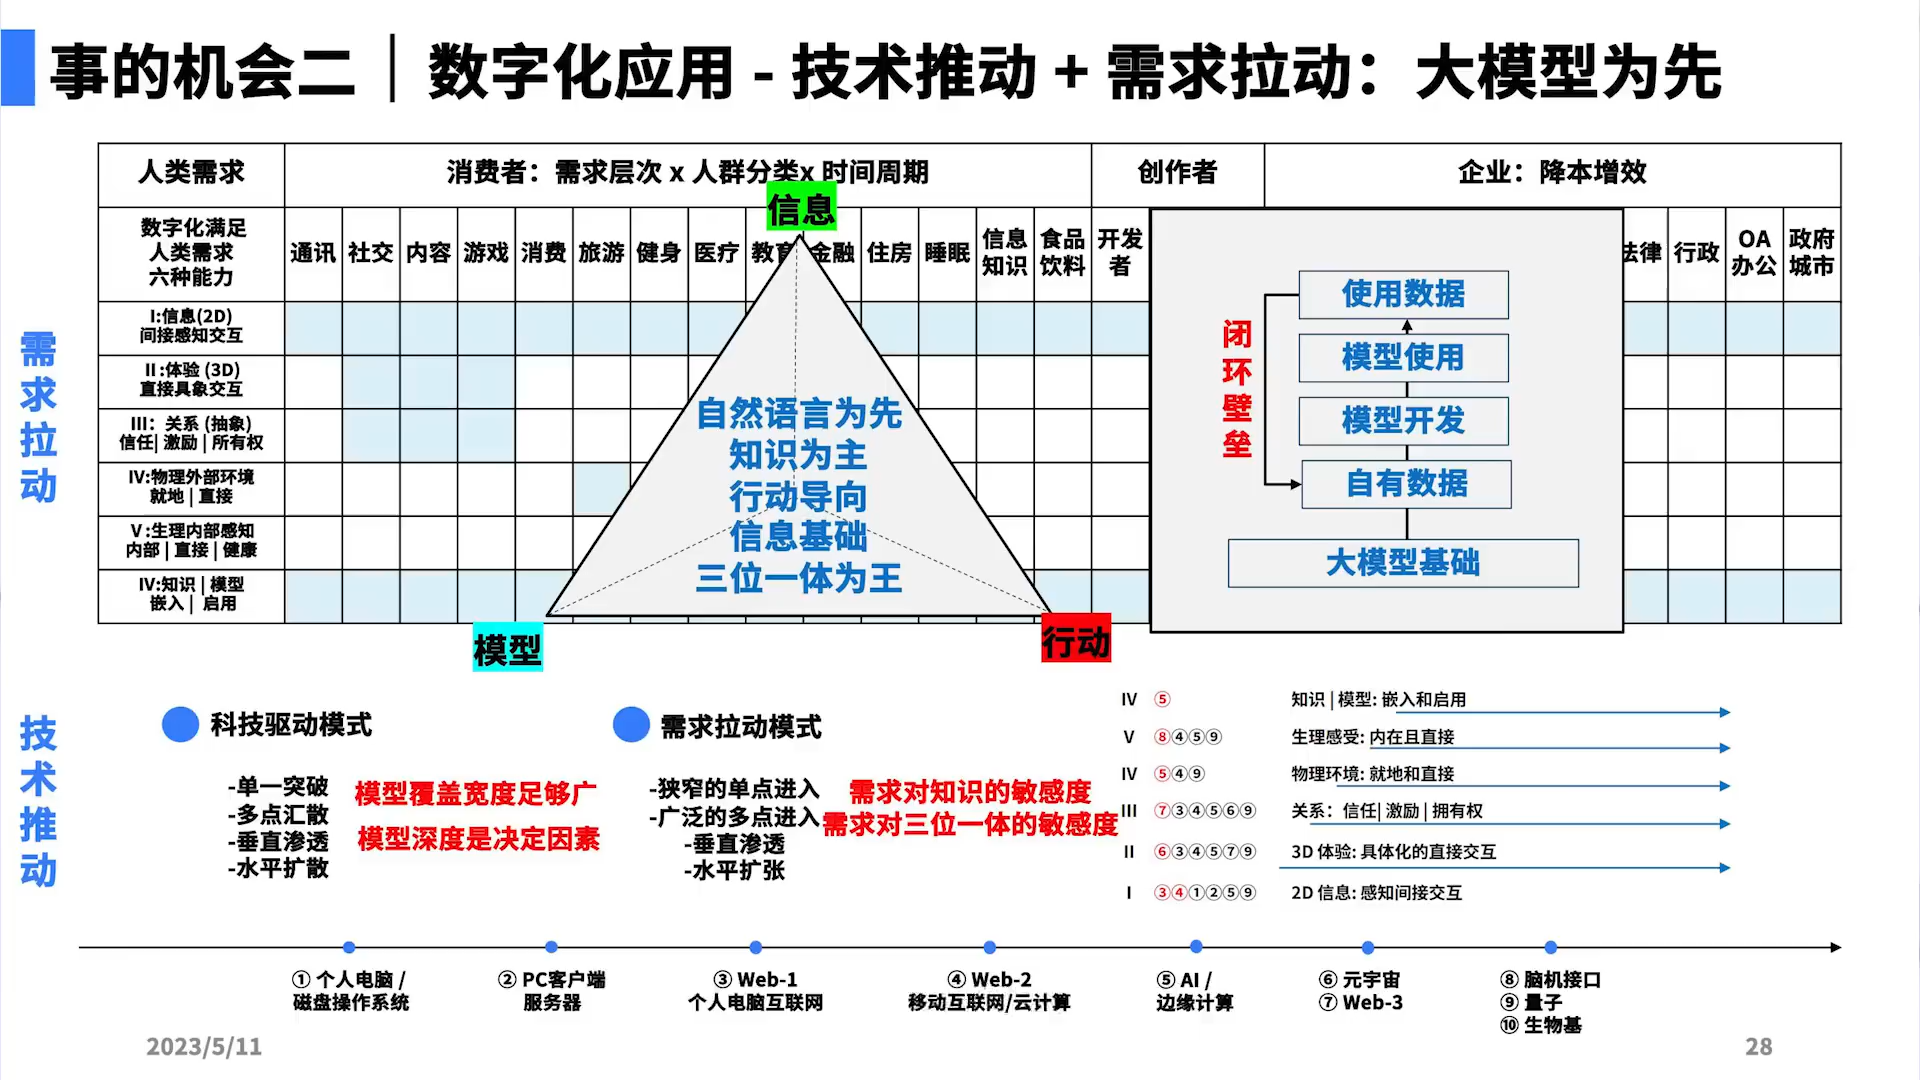 事的机会二｜数字化应用 - 技术推动 + 需求拉动：大模型为先
人类需求
消费者：需求层次 x 人群分类x 时间周期
创作者
企业：降本增效
数字化满足
人类需求
六种能力
通讯
社交
内容
游戏
消费
旅游
健身
医疗
教育
金融
住房
睡眠
信息
知识
食品
饮料
开发
者
法律
行政
OA
办公
政府
城市
I:信息(2D)
间接感知交互
II :体验 (3D)
直接具象交互
III：关系 (抽象)
信任| 激励 | 所有权
IV:物理外部环境
就地 | 直接
V :生理内部感知
内部 | 直接 | 健康
IV:知识 | 模型
嵌入 | 启用
需求拉动
信息
自然语言为先
知识为主
行动导向
信息基础
三位一体为王
模型
行动
闭环壁垒
使用数据
模型使用
模型开发
自有数据
大模型基础
技术推动
科技驱动模式
-单一突破
-多点汇散
-垂直渗透
-水平扩散
模型覆盖宽度足够广
模型深度是决定因素
需求拉动模式
-狭窄的单点进入
-广泛的多点进入
-垂直渗透
-水平扩张
需求对知识的敏感度
需求对三位一体的敏感度
IV ⑤ 知识 | 模型: 嵌入和启用
V ⑧④⑤⑨ 生理感受: 内在且直接
IV ⑤④⑨ 物理环境: 就地和直接
III ⑦③④⑤⑥⑨ 关系：信任| 激励 | 拥有权
II ⑥③④⑤⑦⑨ 3D 体验: 具体化的直接交互
I ③④①②⑤⑨ 2D 信息: 感知间接交互
① 个人电脑 /
磁盘操作系统
② PC客户端
服务器
③ Web-1
个人电脑互联网
④ Web-2
移动互联网/云计算
⑤ AI /
边缘计算
⑥ 元宇宙
⑦ Web-3
⑧ 脑机接口
⑨ 量子
⑩ 生物基
2023/5/11
28